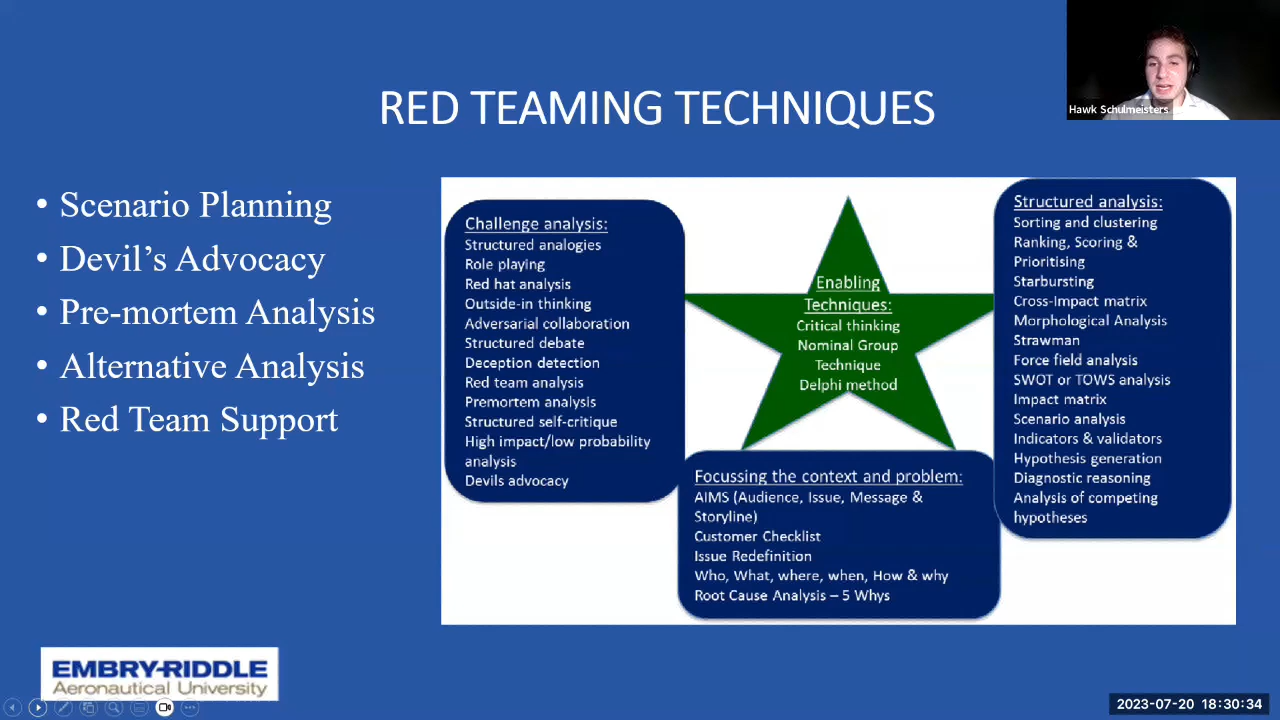 RED TEAMING TECHNIQUES
Hawk Schulmeisters
• Scenario Planning
• Devil’s Advocacy
• Pre-mortem Analysis
• Alternative Analysis
• Red Team Support
Challenge analysis:
Structured analogies
Role playing
Red hat analysis
Outside-in thinking
Adversarial collaboration
Structured debate
Deception detection
Red team analysis
Premortem analysis
Structured self-critique
High impact/low probability
analysis
Devils advocacy
Enabling
Techniques:
Critical thinking
Nominal Group
Technique
Delphi method
Structured analysis:
Sorting and clustering
Ranking, Scoring &
Prioritising
Starbursting
Cross-Impact matrix
Morphological Analysis
Strawman
Force field analysis
SWOT or TOWS analysis
Impact matrix
Scenario analysis
Indicators & validators
Hypothesis generation
Diagnostic reasoning
Analysis of competing
hypotheses
Focussing the context and problem:
AIMS (Audience, Issue, Message &
Storyline)
Customer Checklist
Issue Redefinition
Who, What, where, when, How & why
Root Cause Analysis – 5 Whys
EMBRY-RIDDLE
Aeronautical University
2023-07-20 18:30:34